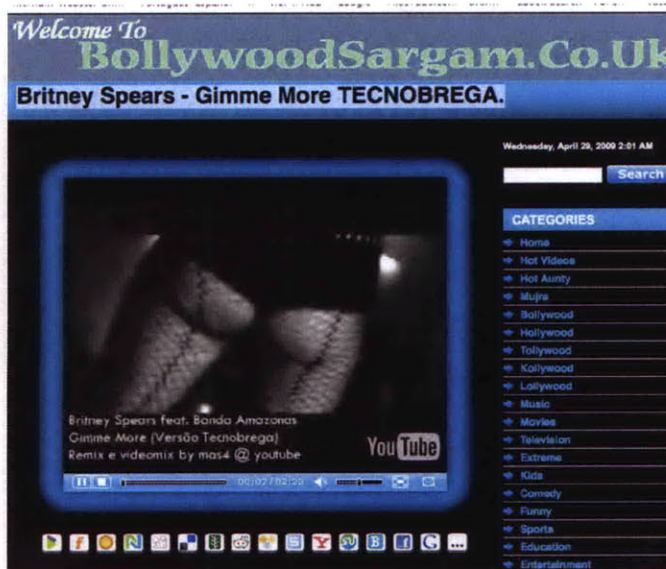 Welcome To
BollywoodSargam.Co.Uk
Britney Spears - Gimme More TECNOBREGA.
Wednesday, April 29, 2009 2:01 AM
Search
CATEGORIES
Home
Hot Videos
Hot Aunty
Mujra
Bollywood
Hollywood
Tollywood
Kollywood
Lollywood
Music
Movies
Television
Extreme
Kids
Comedy
Funny
Sports
Education
Entertainment
Britney Spears feat. Banda Amazonas
Gimme More (Versão Tecnobrega)
Remix e videomix by mas4 @ youtube
YouTube